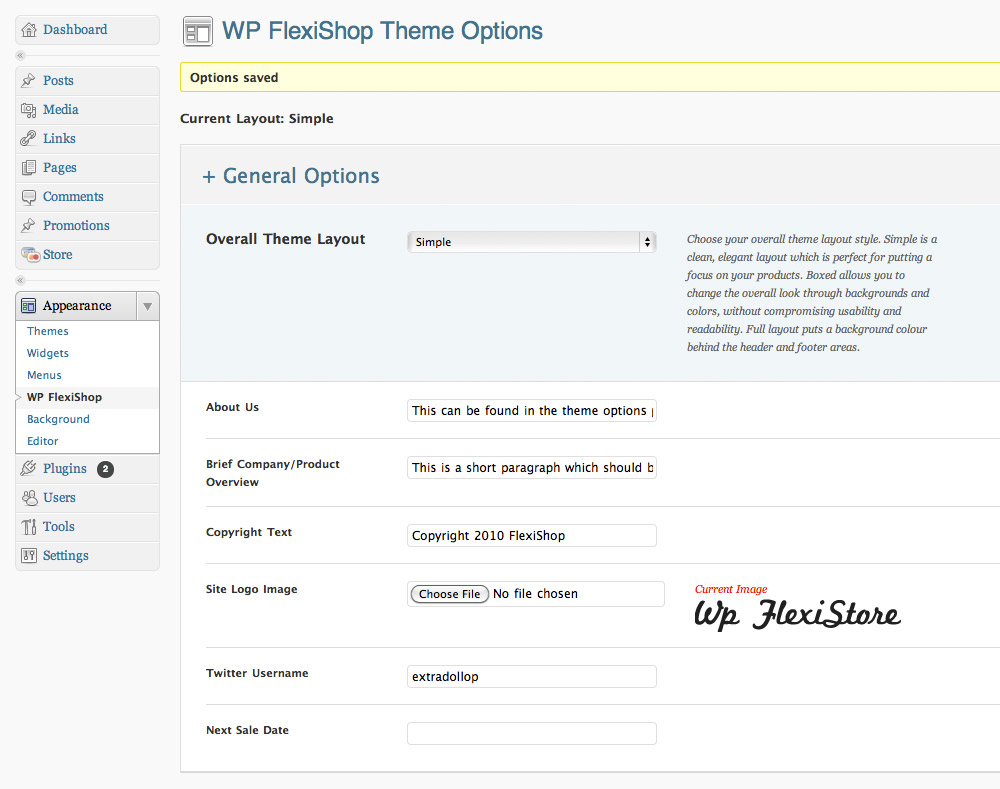 Dashboard
Posts
Media
Links
Pages
Comments
Promotions
Store
Appearance
Themes
Widgets
Menus
WP FlexiShop
Background
Editor
Plugins 2
Users
Tools
Settings
WP FlexiShop Theme Options
Options saved
Current Layout: Simple
+ General Options
Overall Theme Layout
Simple
Choose your overall theme layout style. Simple is a
clean, elegant layout which is perfect for putting a
focus on your products. Boxed allows you to
change the overall look through backgrounds and
colors, without compromising usability and
readability. Full layout puts a background colour
behind the header and footer areas.
About Us
This can be found in the theme options
Brief Company/Product
Overview
This is a short paragraph which should b
Copyright Text
Copyright 2010 FlexiShop
Site Logo Image
Choose File No file chosen
Current Image
Wp FlexiStore
Twitter Username
extradollop
Next Sale Date